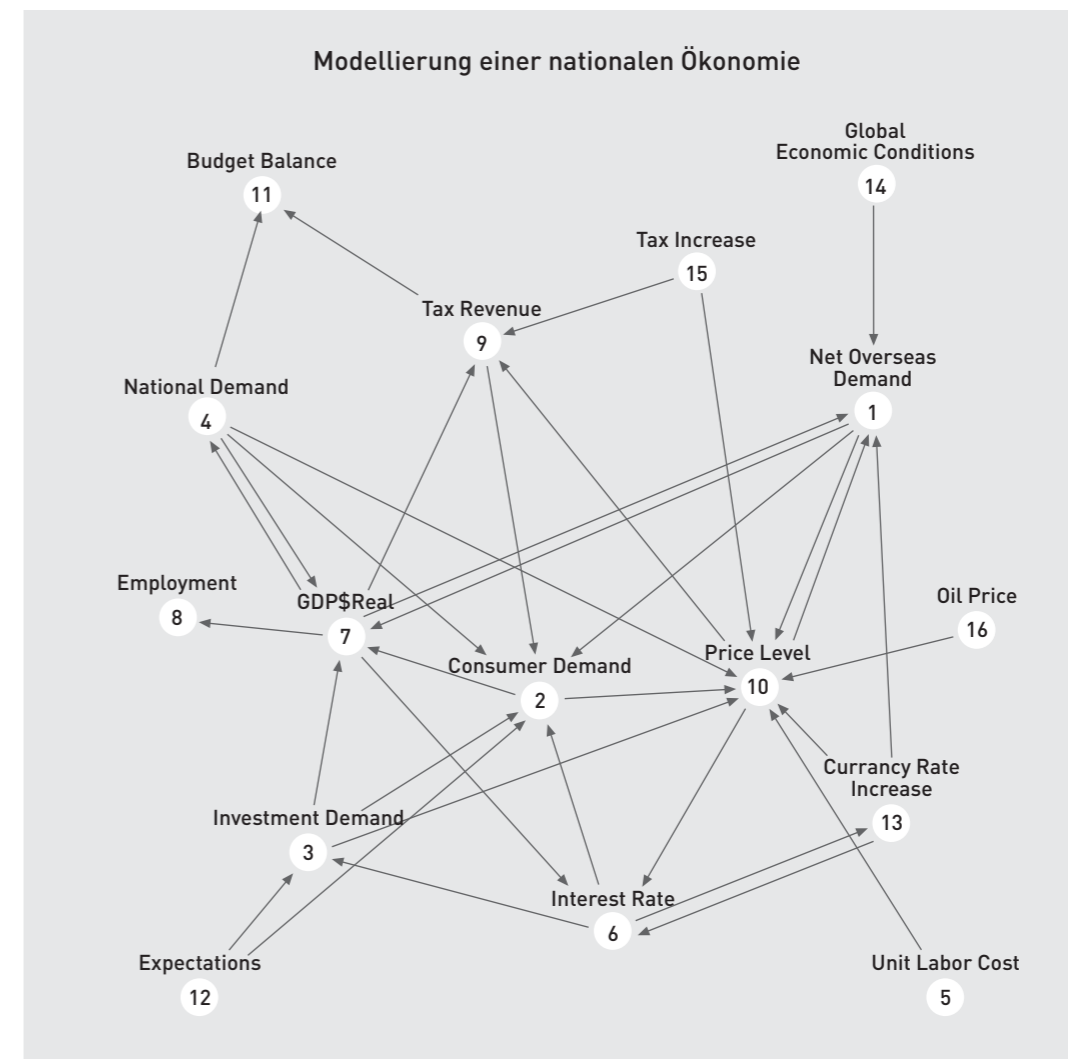 Modellierung einer nationalen Ökonomie
Global
Economic Conditions
14
Budget Balance
11
Tax Increase
15
Tax Revenue
9
Net Overseas
Demand
1
National Demand
4
Employment
8
GDP$Real
7
Oil Price
16
Consumer Demand
2
Price Level
10
Currancy Rate
Increase
13
Investment Demand
3
Interest Rate
6
Expectations
12
Unit Labor Cost
5